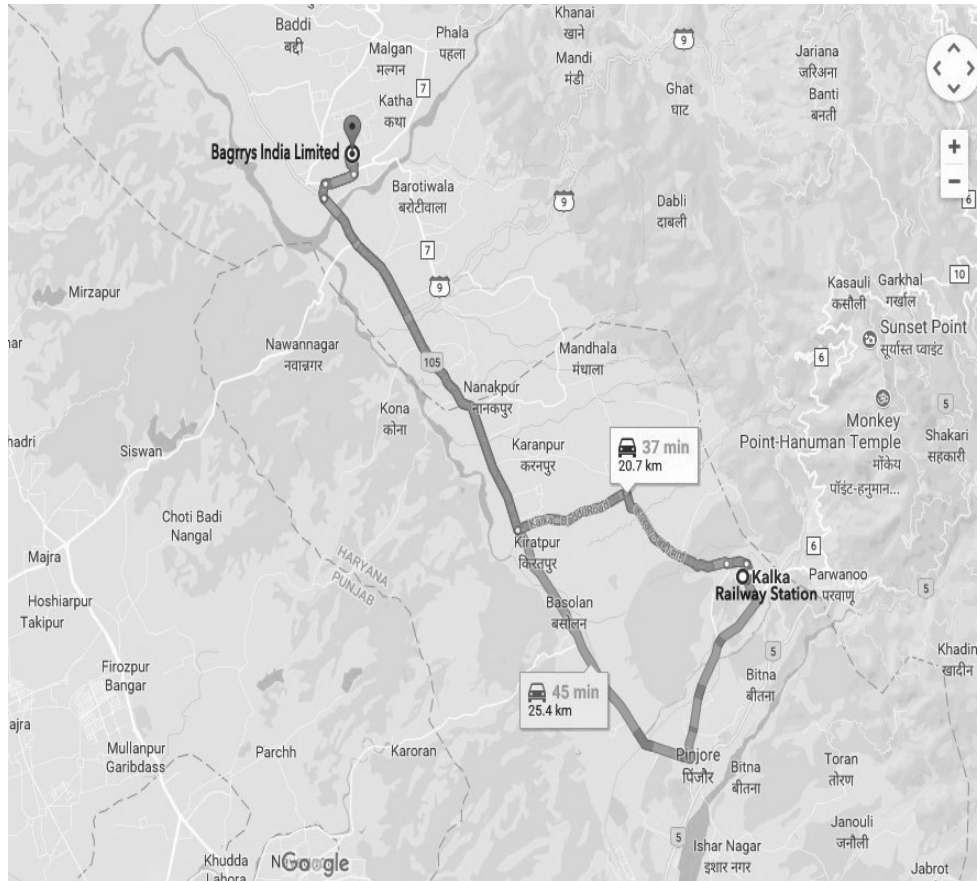 Baddi
बद्दी
Malgan
मल्गन
Phala
पहला
Khanai
खाने
9
Mandi
मंडी
Ghat
घाट
Jariana
जरिअना
Banti
बनती
Katha
कथा
7
Bagrrys India Limited
Barotiwala
बरोटीवाला
9
Dabli
दाबली
+
−
6
7
9
10
Kasauli
कसौली
Garkhal
गर्खाल
Mirzapur
Sunset Point
सूर्यास्त प्वाइंट
6
Nawannagar
नवान्नगर
105
Mandhala
मंधाला
Nanakpur
नानकपुर
Kona
कोना
Monkey
Point-Hanuman Temple
मोंकेय
पॉइंट-हनुमान...
5
Shakari
सहकारी
Siswan
Karanpur
करनपुर
37 min
20.7 km
Choti Badi
Nangal
Kiratpur
किरतपुर
6
Majra
HARYANA
PUNJAB
Kalka
Railway Station
Parwanoo
परवाणू
5
Hoshiarpur
Takipur
Basolan
बसोलन
5
Bitna
बीतना
Khadin
खादीन
Firozpur
Bangar
45 min
25.4 km
Mullanpur
Garibdass
Parchh
Karoran
Pinjore
पिंजौर
Bitna
बीतना
Toran
तोरण
5
Janouli
जनौली
Ishar Nagar
इशार नगर
Khudda
Lahora
Google
Jabrot